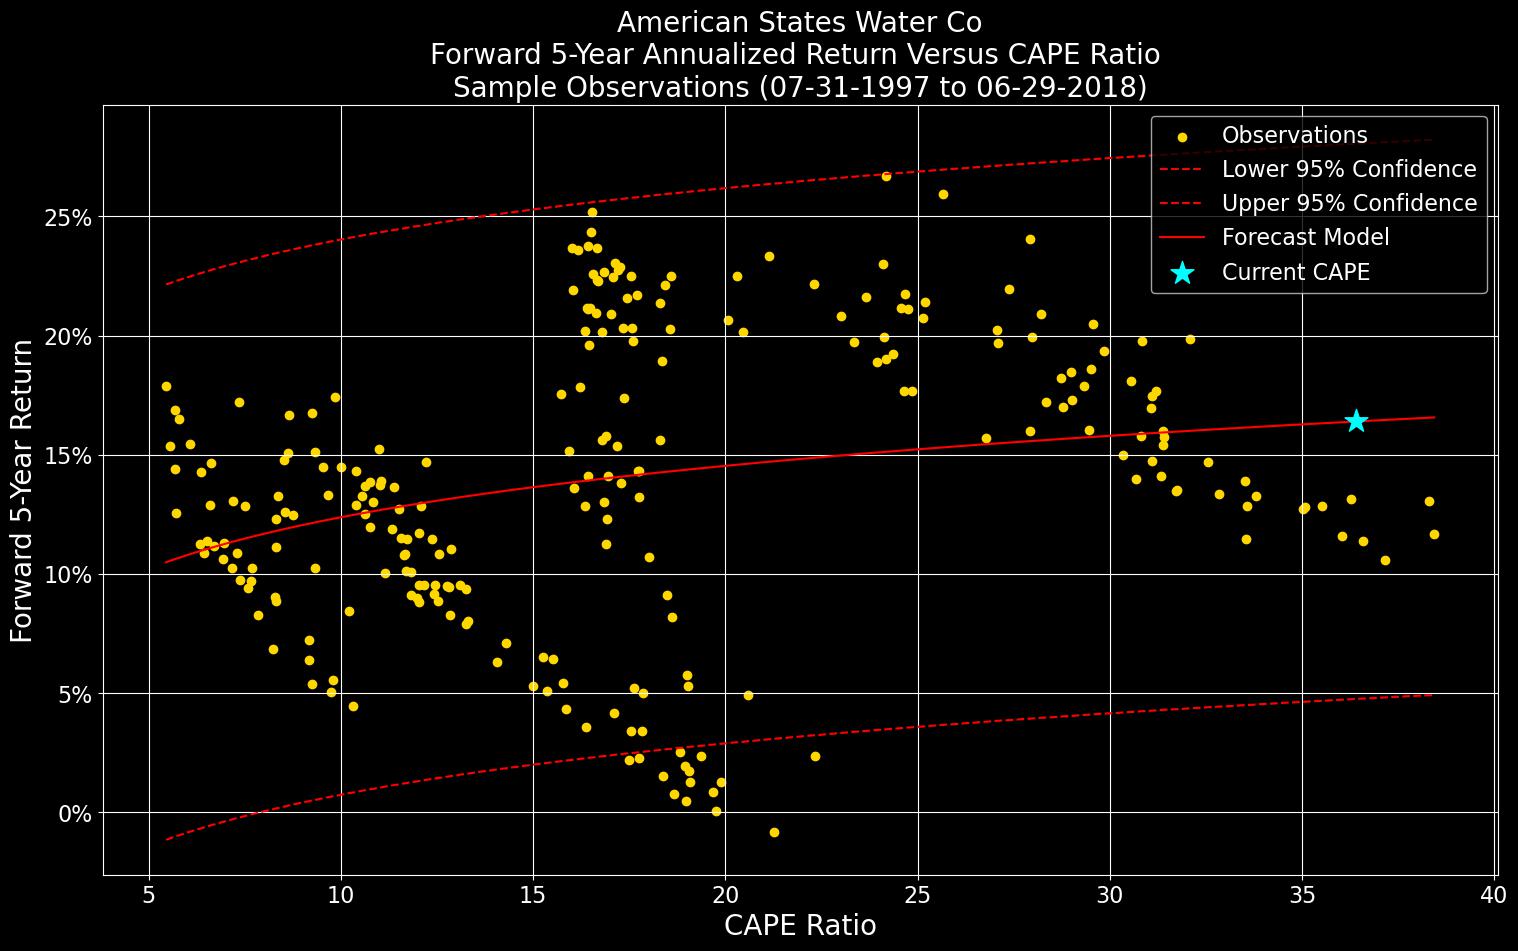 American States Water Co
Forward 5-Year Annualized Return Versus CAPE Ratio
Sample Observations (07-31-1997 to 06-29-2018)
Observations
Lower 95% Confidence
Upper 95% Confidence
Forecast Model
Current CAPE
Forward 5-Year Return
25%
20%
15%
10%
5%
0%
5
10
15
20
25
30
35
40
CAPE Ratio